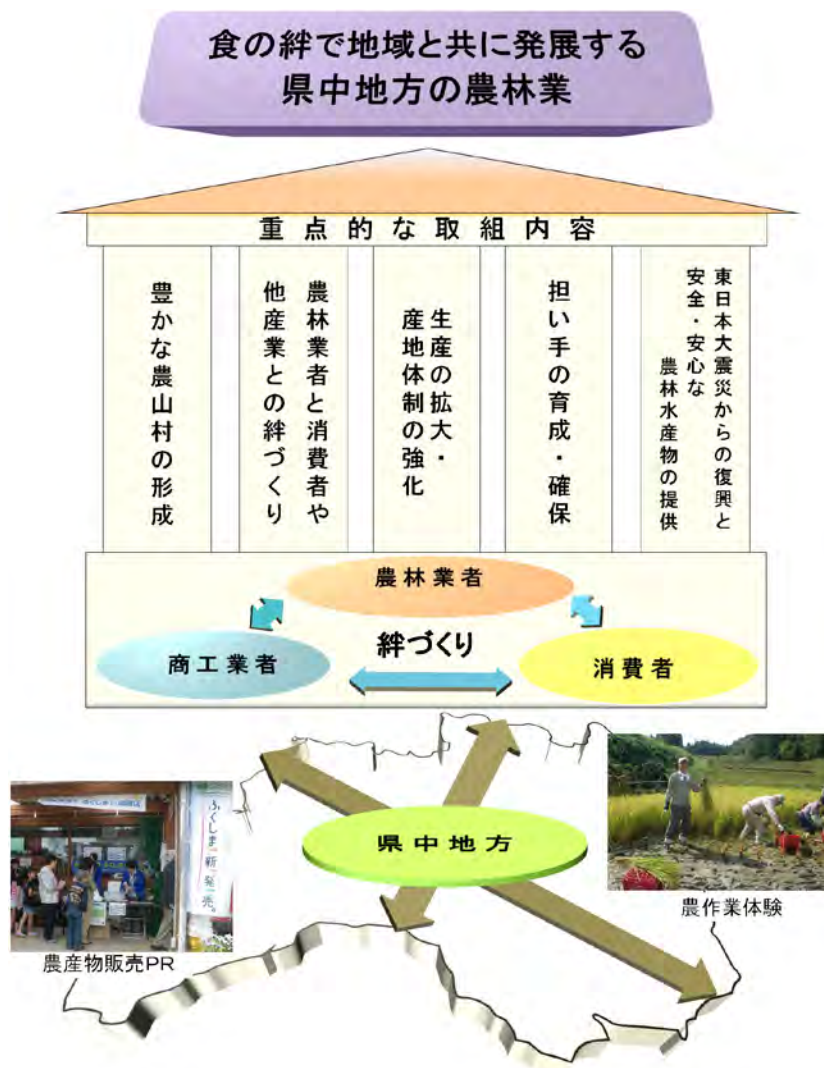 食の絆で地域と共に発展する
県中地方の農林業
重点的な取組内容
東日本大震災からの復興と
安全・安心な
農林水産物の提供
担い手の育成・確保
生産の拡大・
産地体制の強化
農林業者と消費者や
他産業との絆づくり
豊かな農山村の形成
農林業者
絆づくり
商工業者
消費者
県中地方
ふくしま
新発売。
農産物販売PR
農作業体験